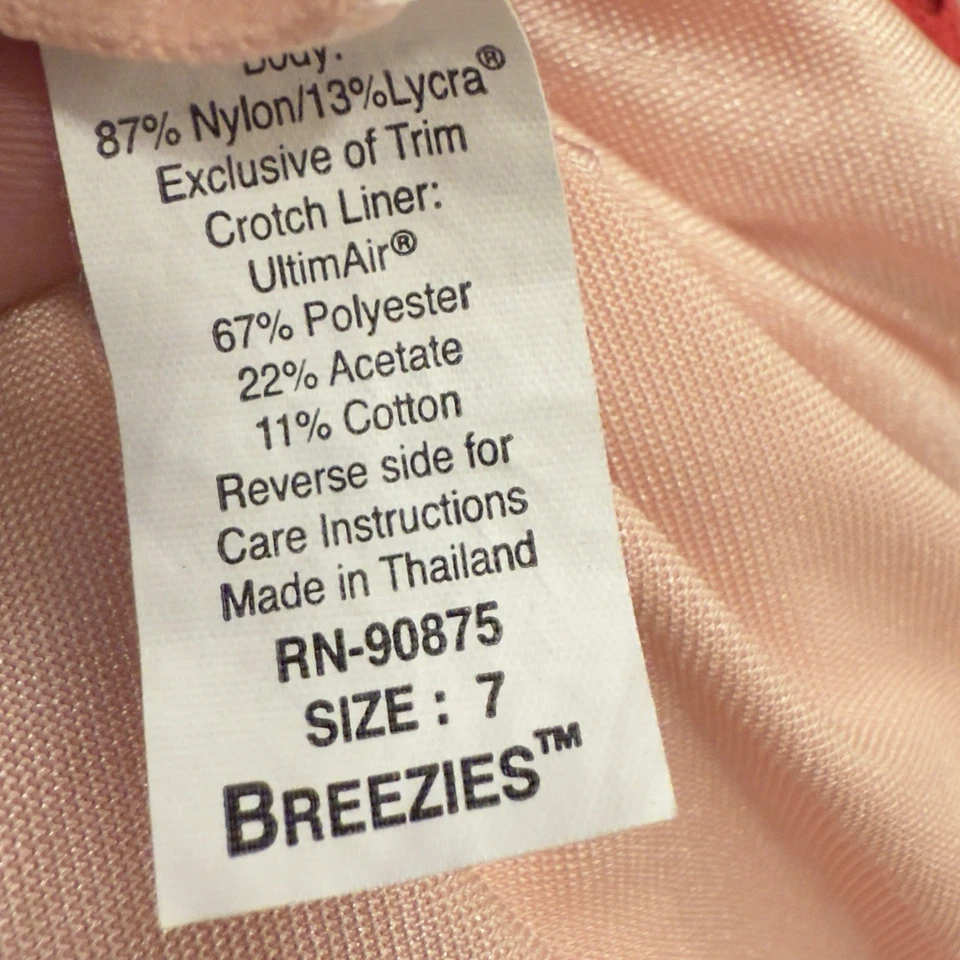 Body:
87% Nylon/13%Lycra®
Exclusive of Trim
Crotch Liner:
UltimAir®
67% Polyester
22% Acetate
11% Cotton
Reverse side for
Care Instructions
Made in Thailand
RN-90875
SIZE : 7
BREEZIES™